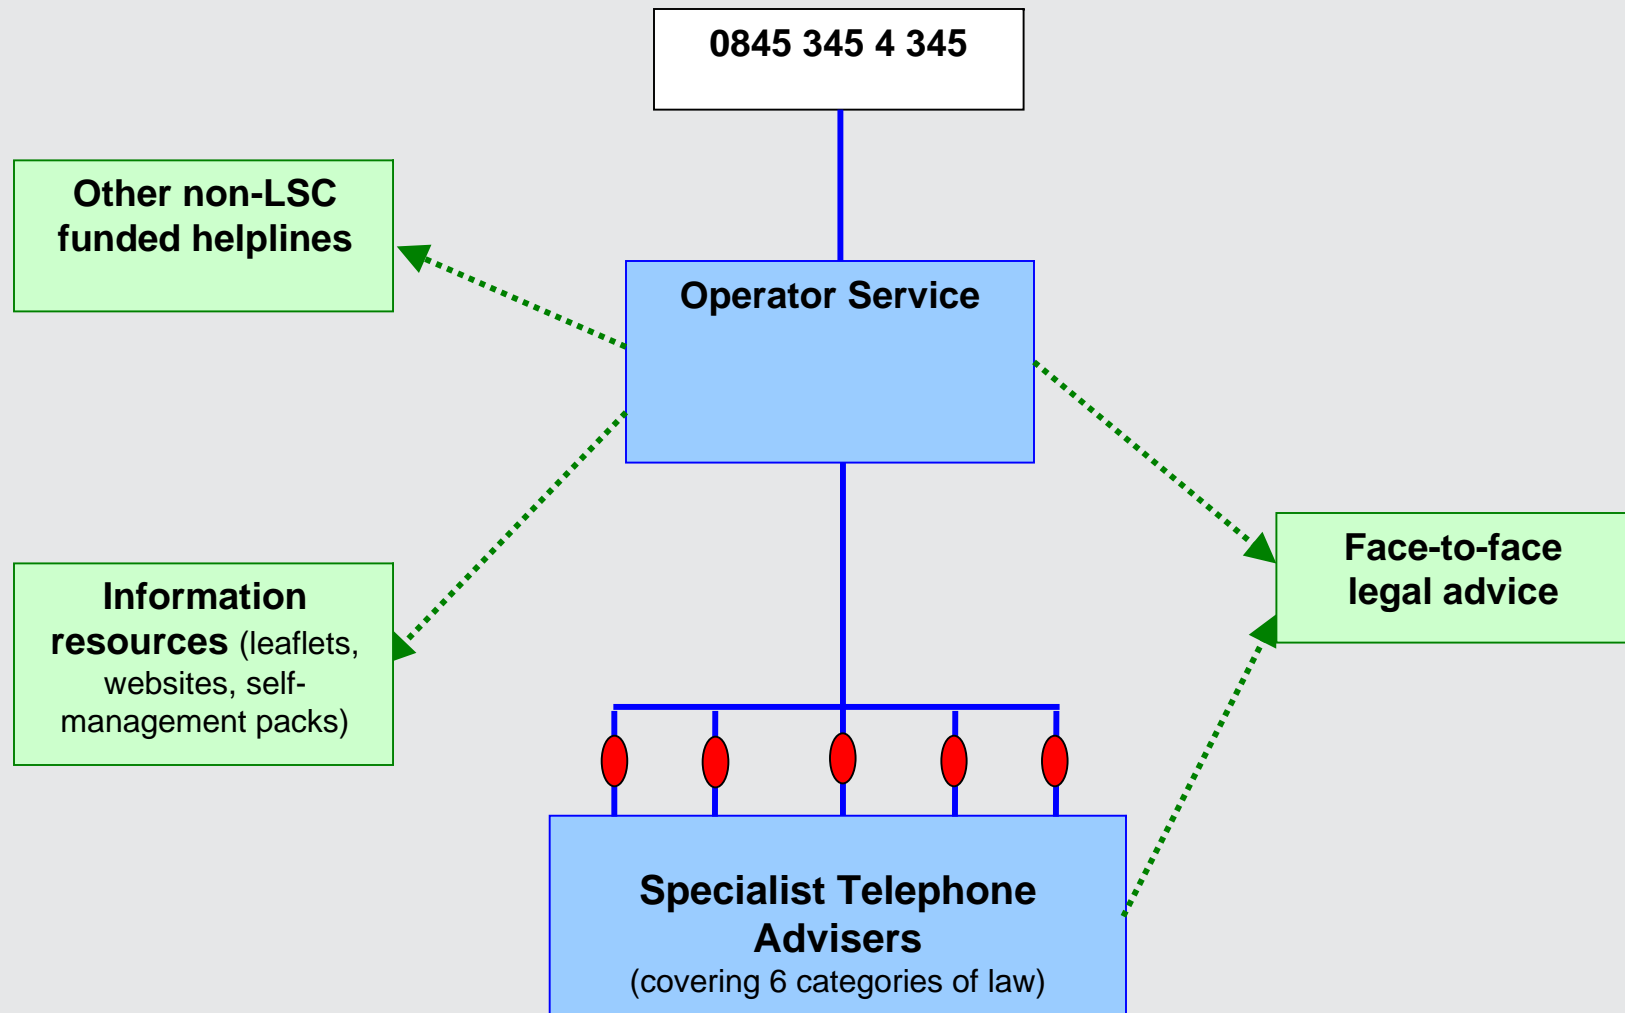 0845 345 4 345
Other non-LSC
funded helplines
Operator Service
Face-to-face
legal advice
Information
resources (leaflets,
websites, self-
management packs)
Specialist Telephone
Advisers
(covering 6 categories of law)